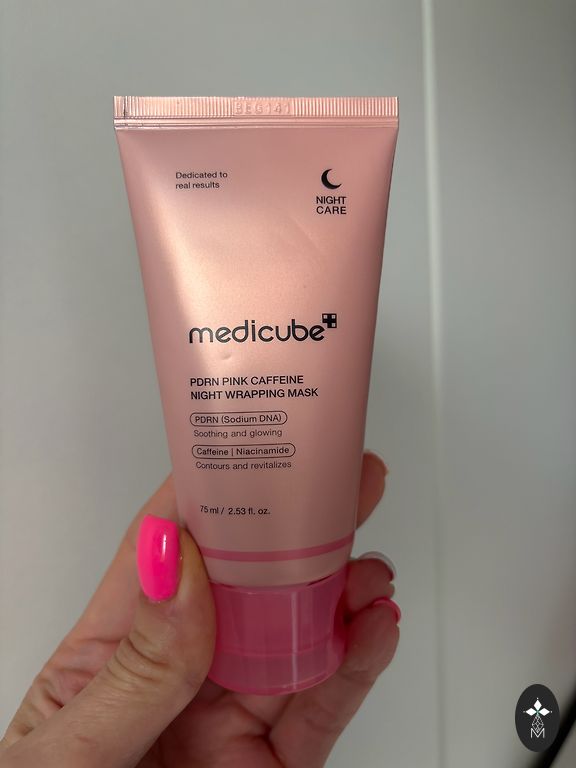 Dedicated to
real results
NIGHT
CARE
medicube
PDRN PINK CAFFEINE
NIGHT WRAPPING MASK
PDRN (Sodium DNA)
Soothing and glowing
Caffeine | Niacinamide
Contours and revitalizes
75 ml / 2.53 fl. oz.
M